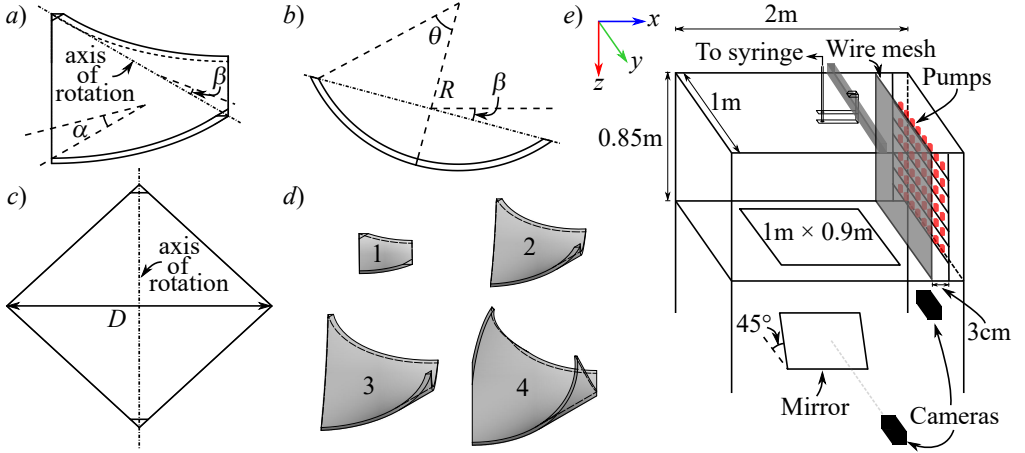 a)
axis
of
rotation
β
α
b)
θ
R
β
c)
axis
of
rotation
D
d)
1
2
3
4
e)
x
y
z
2m
To syringe
Wire mesh
Pumps
1m
0.85m
1m × 0.9m
3cm
45°
Mirror
Cameras